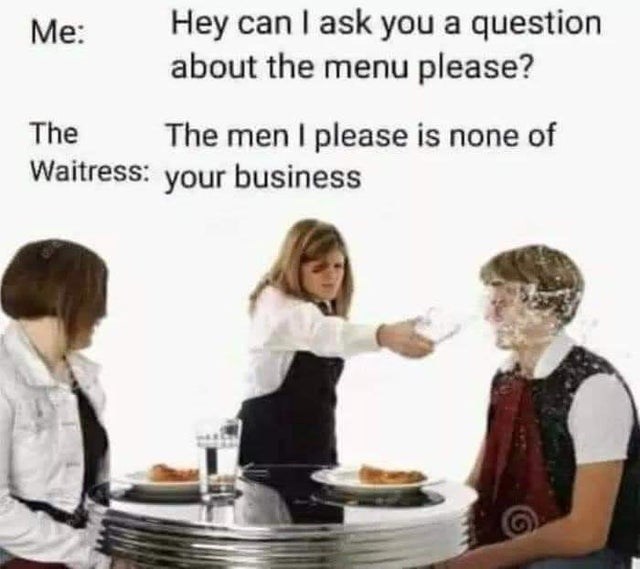 Me: Hey can I ask you a question
about the menu please?
The The men I please is none of
Waitress: your business